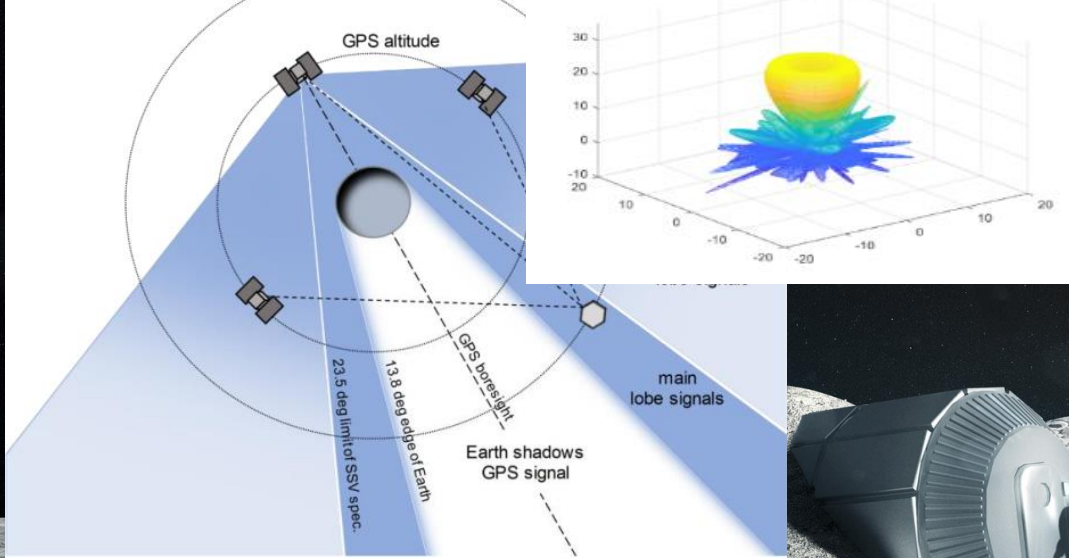 GPS altitude
30
20
10
0
-10
20
10
0
-10
-20
-20
-10
0
10
20
23.5 deg limit of SSV spec.
13.8 deg edge of Earth
GPS boresight
main
lobe signals
Earth shadows
GPS signal